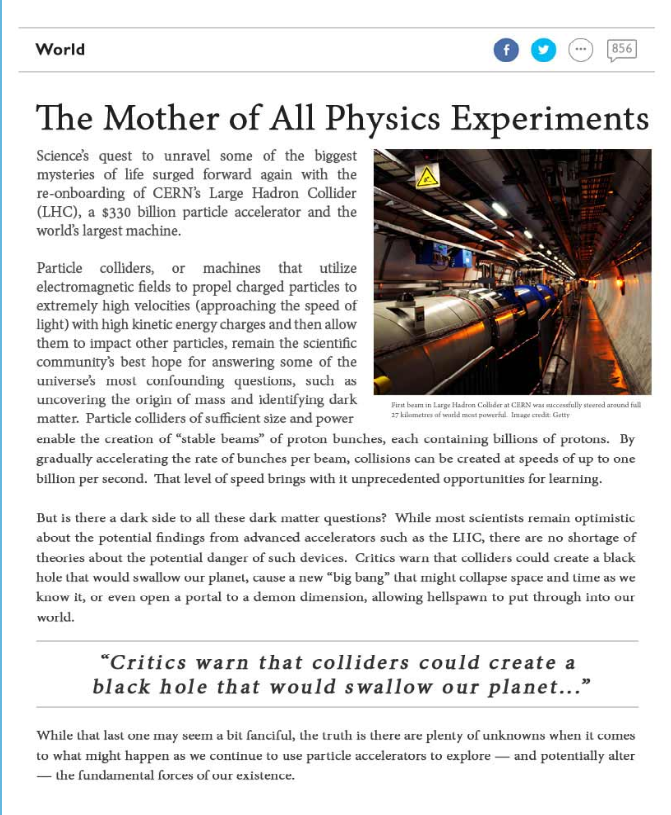 World
f
856
The Mother of All Physics Experiments
Science's quest to unravel some of the biggest
mysteries of life surged forward again with the
re-onboarding of CERN's Large Hadron Collider
(LHC), a $330 billion particle accelerator and the
world's largest machine.
Particle colliders, or machines that utilize
electromagnetic fields to propel charged particles to
extremely high velocities (approaching the speed of
light) with high kinetic energy charges and then allow
them to impact other particles, remain the scientific
community's best hope for answering some of the
universe's most confounding questions, such as
uncovering the origin of mass and identifying dark
matter. Particle colliders of sufficient size and power
First beam in Large Hadron Collider at CERN was successfully steered around full
27 kilometres of world most powerful. Image credit: Getty
enable the creation of "stable beams" of proton bunches, each containing billions of protons. By
gradually accelerating the rate of bunches per beam, collisions can be created at speeds of up to one
billion per second. That level of speed brings with it unprecedented opportunities for learning.
But is there a dark side to all these dark matter questions? While most scientists remain optimistic
about the potential findings from advanced accelerators such as the LHC, there are no shortage of
theories about the potential danger of such devices. Critics warn that colliders could create a black
hole that would swallow our planet, cause a new "big bang" that might collapse space and time as we
know it, or even open a portal to a demon dimension, allowing hellspawn to put through into our
world.
"Critics warn that colliders could create a
black hole that would swallow our planet..."
While that last one may seem a bit fanciful, the truth is there are plenty of unknowns when it comes
to what might happen as we continue to use particle accelerators to explore — and potentially alter
— the fundamental forces of our existence.